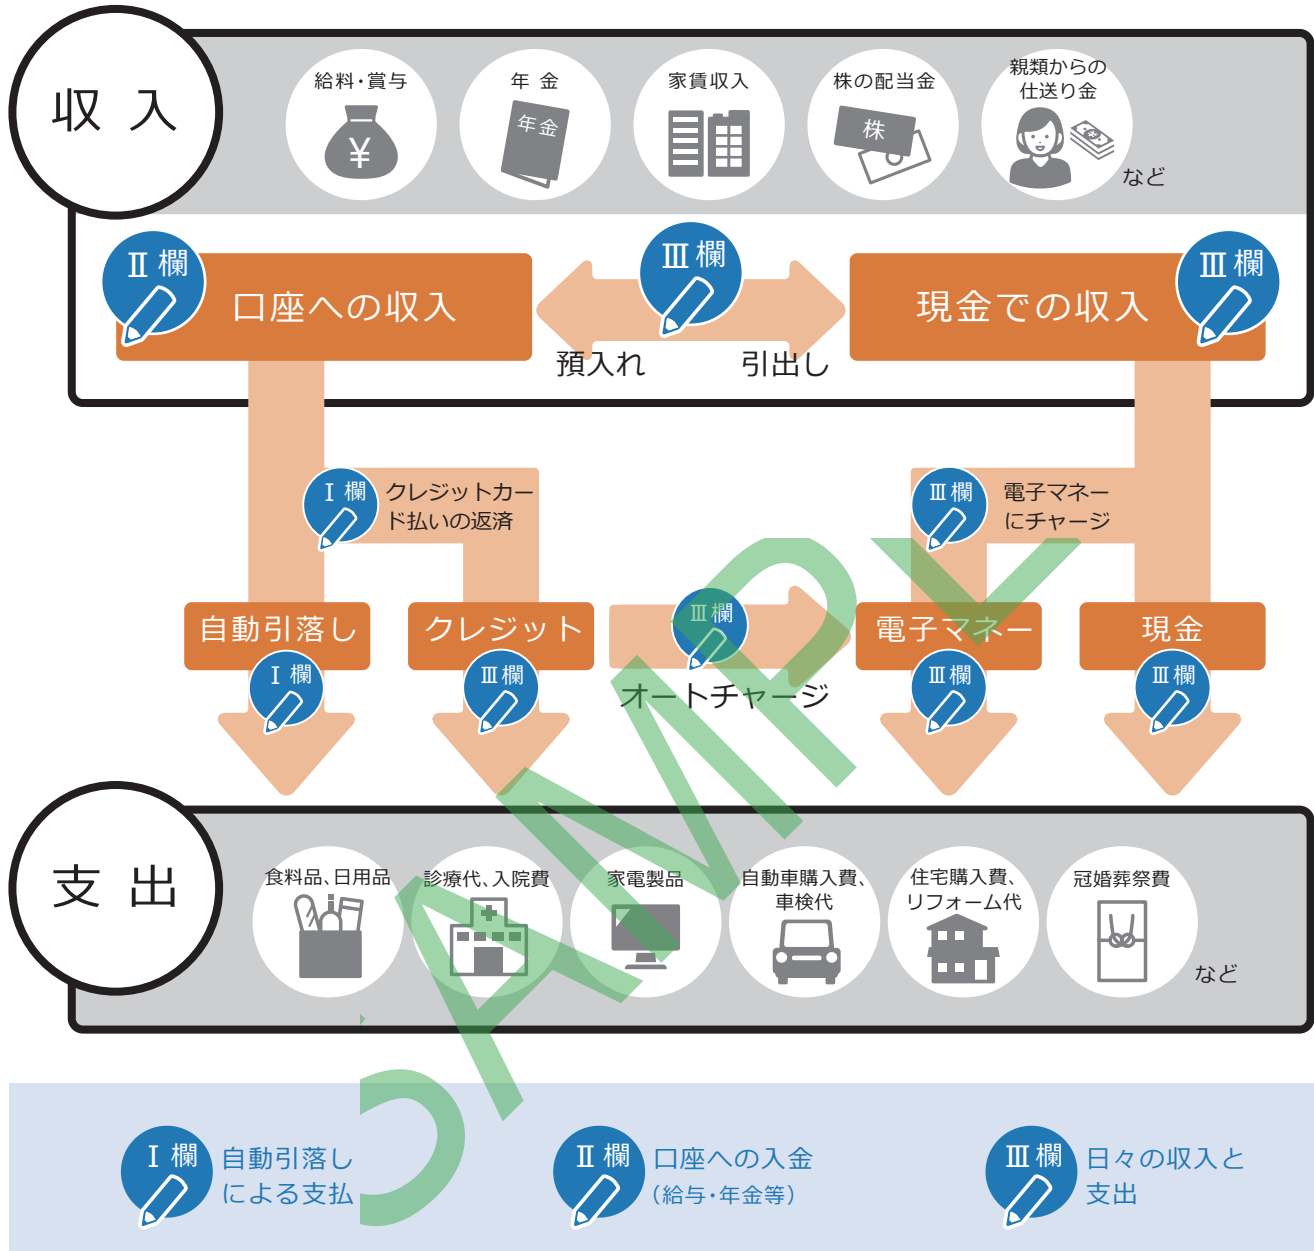 収 入
給料・賞与
年 金
年金
家賃収入
株の配当金
株
親類からの
仕送り金
など
Ⅱ欄
口座への収入
Ⅲ欄
預入れ
引出し
現金での収入
Ⅲ欄
Ⅰ欄
クレジットカー
ド払いの返済
Ⅲ欄
電子マネー
にチャージ
自動引落し
Ⅰ欄
クレジット
Ⅲ欄
Ⅲ欄
オートチャージ
電子マネー
Ⅲ欄
現金
Ⅲ欄
SAMPLE
支 出
食料品、日用品
診療代、入院費
家電製品
自動車購入費、
車検代
住宅購入費、
リフォーム代
冠婚葬祭費
など
Ⅰ欄
自動引落し
による支払
Ⅱ欄
口座への入金
（給与・年金等）
Ⅲ欄
日々の収入と
支出